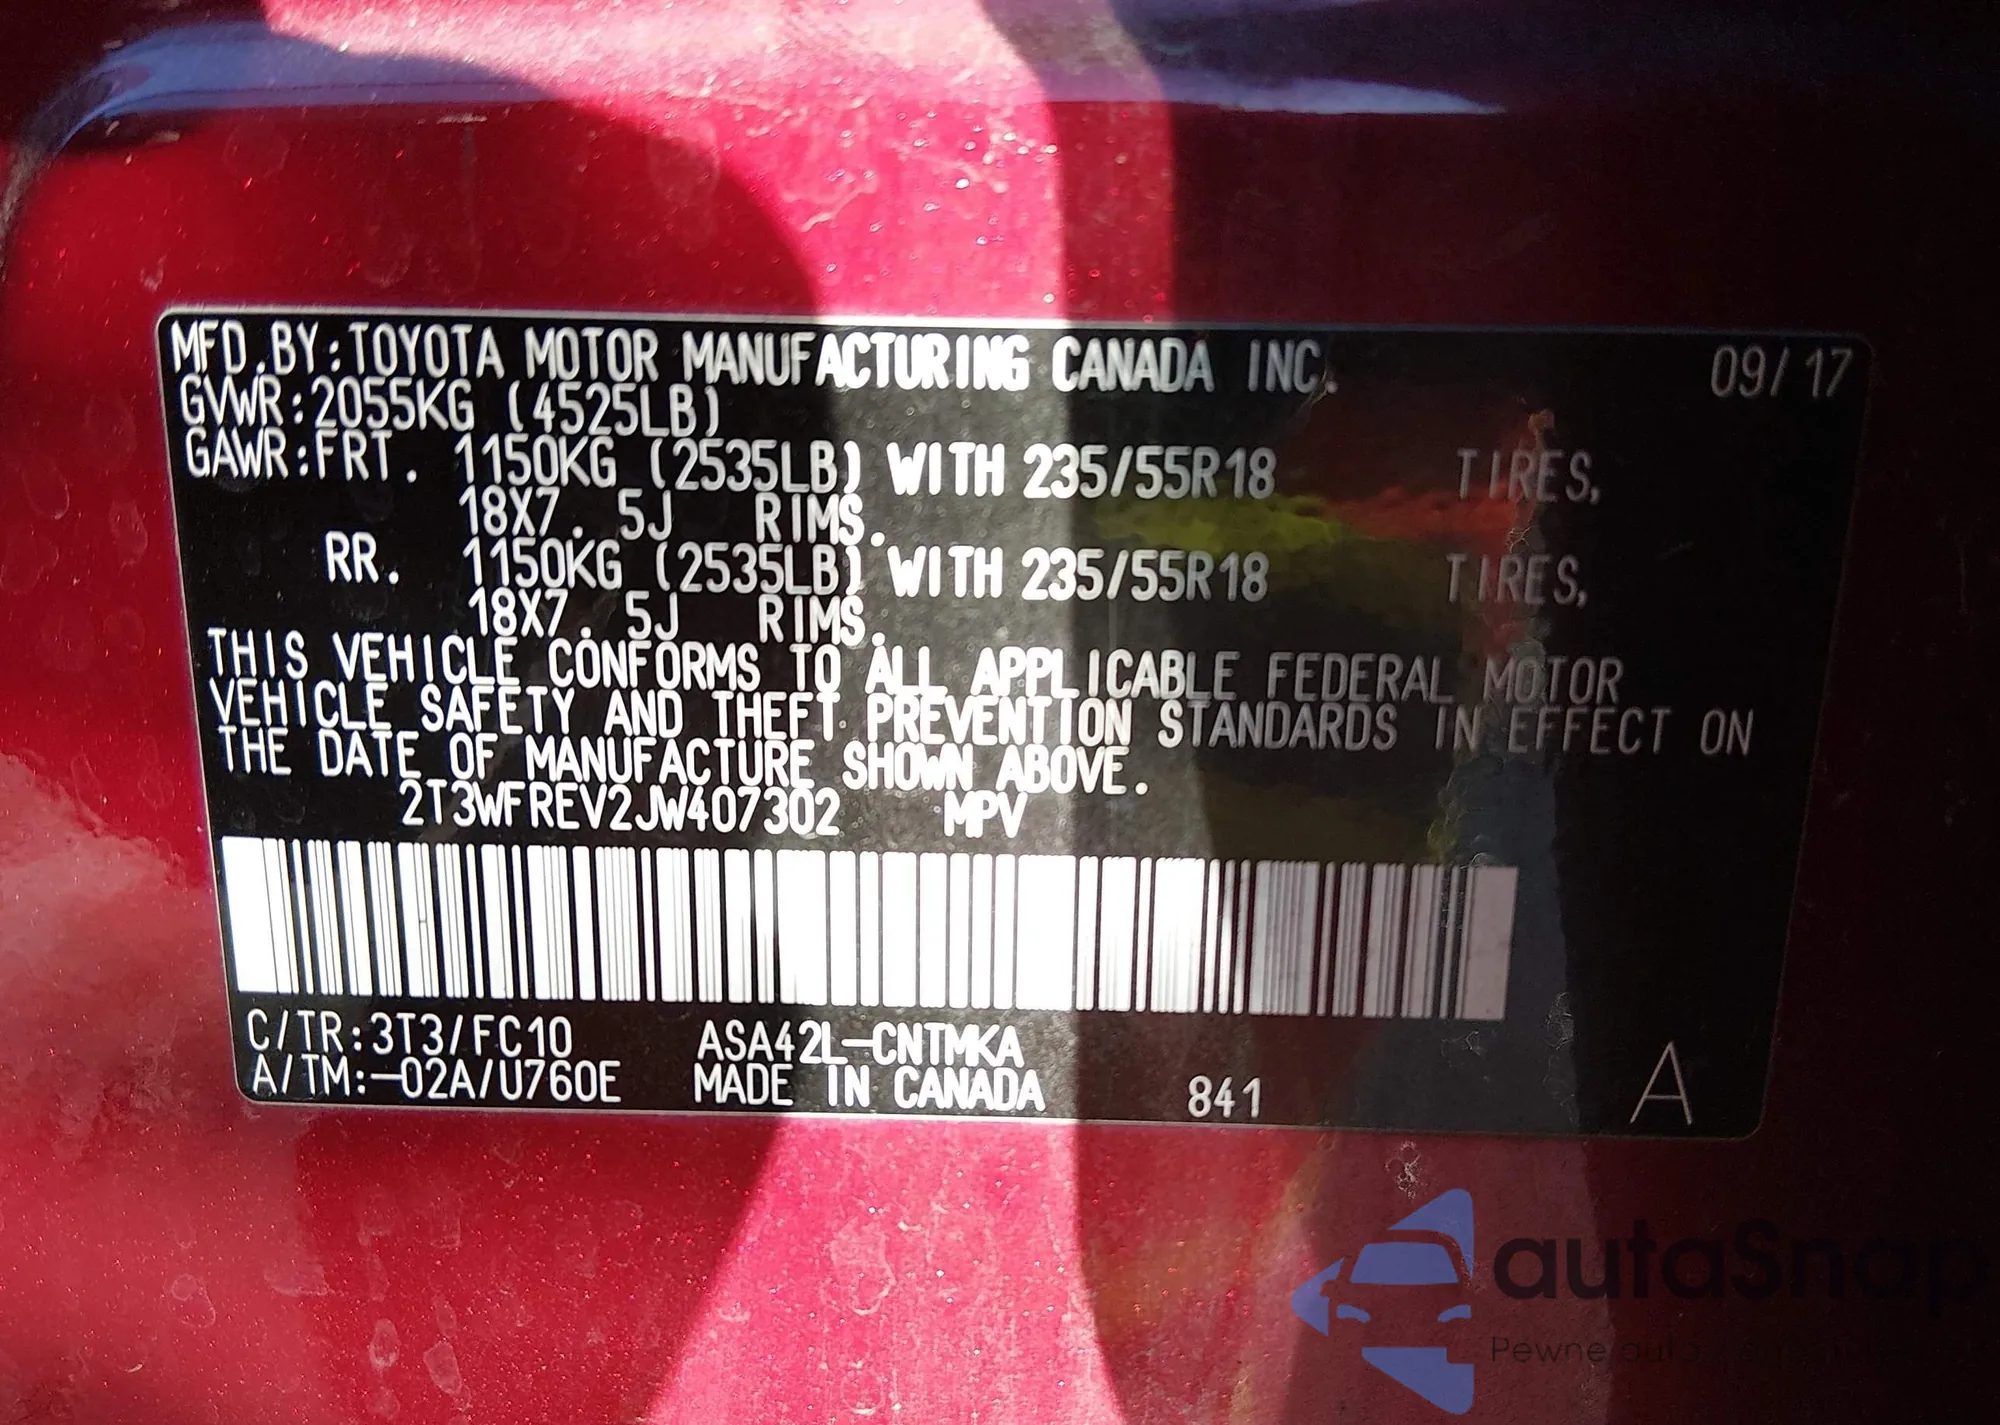 MFD.BY:TOYOTA MOTOR MANUFACTURING CANADA INC. 09/17
GVWR:2055KG (4525LB)
GAWR:FRT. 1150KG (2535LB) WITH 235/55R18 TIRES,
18X7.5J RIMS.
RR. 1150KG (2535LB) WITH 235/55R18 TIRES,
18X7.5J RIMS.
THIS VEHICLE CONFORMS TO ALL APPLICABLE FEDERAL MOTOR
VEHICLE SAFETY AND THEFT PREVENTION STANDARDS IN EFFECT ON
THE DATE OF MANUFACTURE SHOWN ABOVE.
2T3WFREV2JW407302 MPV
C/TR:3T3/FC10 ASA42L-CNTMKA
A/TM:-02A/U760E MADE IN CANADA 841 A
autaSnap
Pewne auta